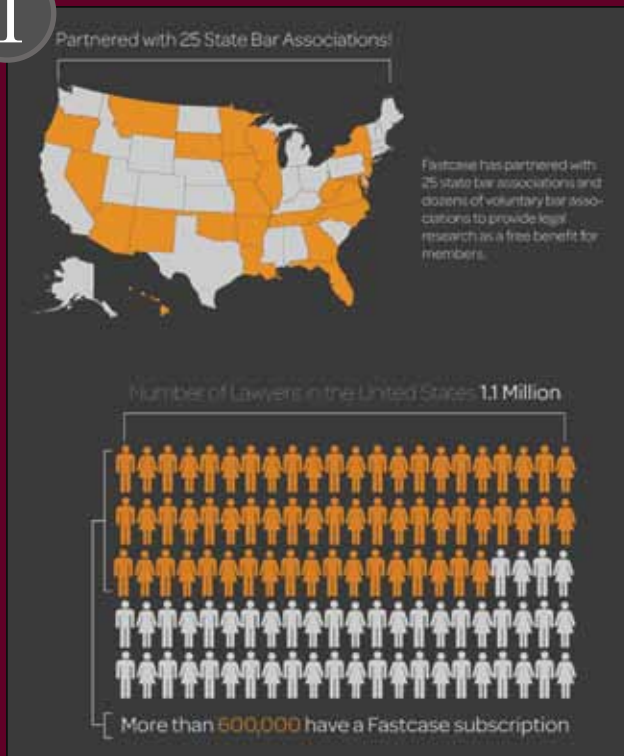 1
Partnered with 25 State Bar Associations!
Fastcase has partnered with
25 state bar associations and
dozens of voluntary bar asso-
ciations to provide legal
research as a free benefit for
members.
Number of Lawyers in the United States 1.1 Million
More than 600,000 have a Fastcase subscription